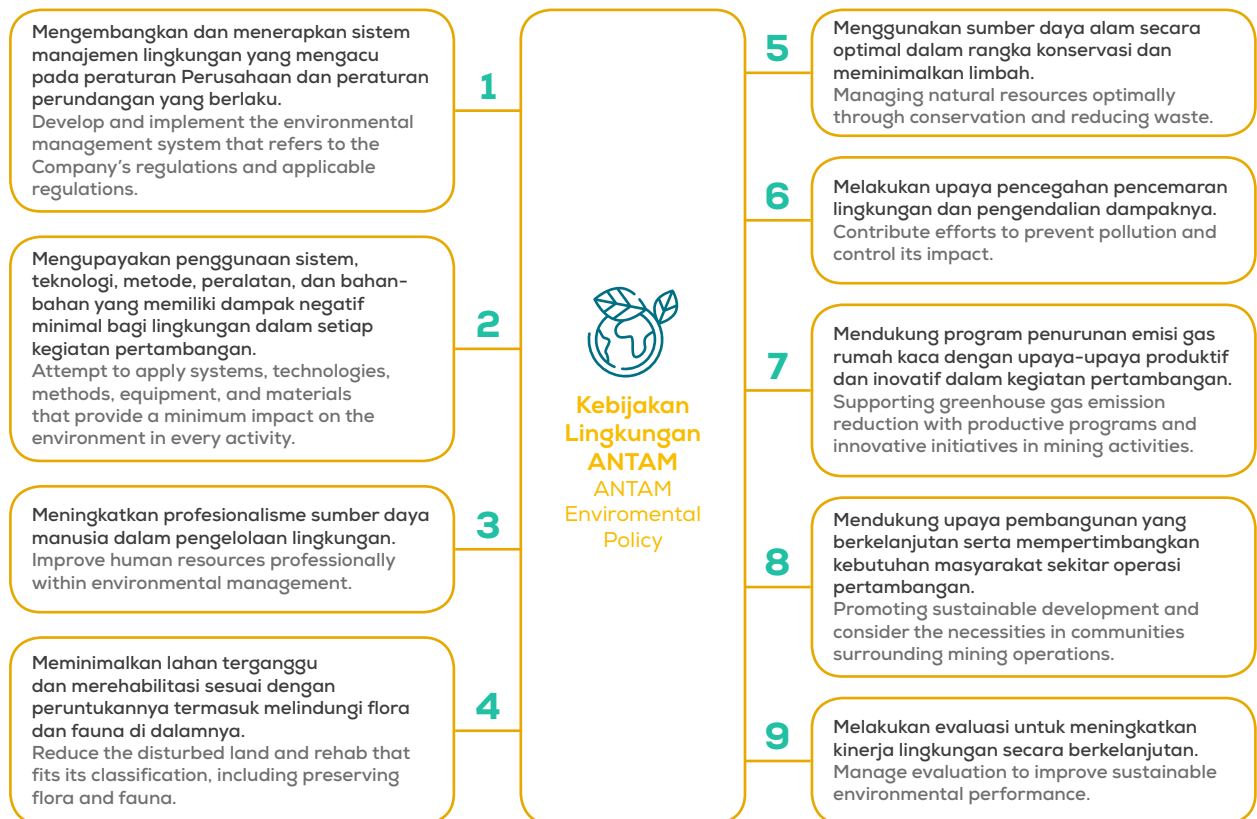 1
Mengembangkan dan menerapkan sistem
manajemen lingkungan yang mengacu
pada peraturan Perusahaan dan peraturan
perundangan yang berlaku.
Develop and implement the environmental
management system that refers to the
Company's regulations and applicable
regulations.
2
Mengupayakan penggunaan sistem,
teknologi, metode, peralatan, dan bahan-
bahan yang memiliki dampak negatif
minimal bagi lingkungan dalam setiap
kegiatan pertambangan.
Attempt to apply systems, technologies,
methods, equipment, and materials
that provide a minimum impact on the
environment in every activity.
3
Meningkatkan profesionalisme sumber daya
manusia dalam pengelolaan lingkungan.
Improve human resources professionally
within environmental management.
4
Meminimalkan lahan terganggu
dan merehabilitasi sesuai dengan
peruntukannya termasuk melindungi flora
dan fauna di dalamnya.
Reduce the disturbed land and rehab that
fits its classification, including preserving
flora and fauna.
Kebijakan
Lingkungan
ANTAM
ANTAM
Enviromental
Policy
5
Menggunakan sumber daya alam secara
optimal dalam rangka konservasi dan
meminimalkan limbah.
Managing natural resources optimally
through conservation and reducing waste.
6
Melakukan upaya pencegahan pencemaran
lingkungan dan pengendalian dampaknya.
Contribute efforts to prevent pollution and
control its impact.
7
Mendukung program penurunan emisi gas
rumah kaca dengan upaya-upaya produktif
dan inovatif dalam kegiatan pertambangan.
Supporting greenhouse gas emission
reduction with productive programs and
innovative initiatives in mining activities.
8
Mendukung upaya pembangunan yang
berkelanjutan serta mempertimbangkan
kebutuhan masyarakat sekitar operasi
pertambangan.
Promoting sustainable development and
consider the necessities in communities
surrounding mining operations.
9
Melakukan evaluasi untuk meningkatkan
kinerja lingkungan secara berkelanjutan.
Manage evaluation to improve sustainable
environmental performance.